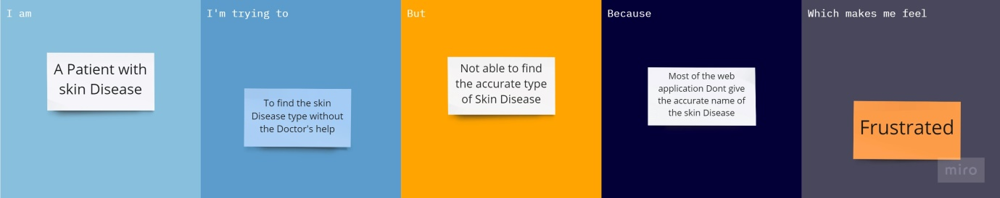 I am
A Patient with
skin Disease
I'm trying to
To find the skin
Disease type without
the Doctor's help
But
Not able to find
the accurate type
of Skin Disease
Because
Most of the web
application Dont give
the accurate name of
the skin Disease
Which makes me feel
Frustrated
miro